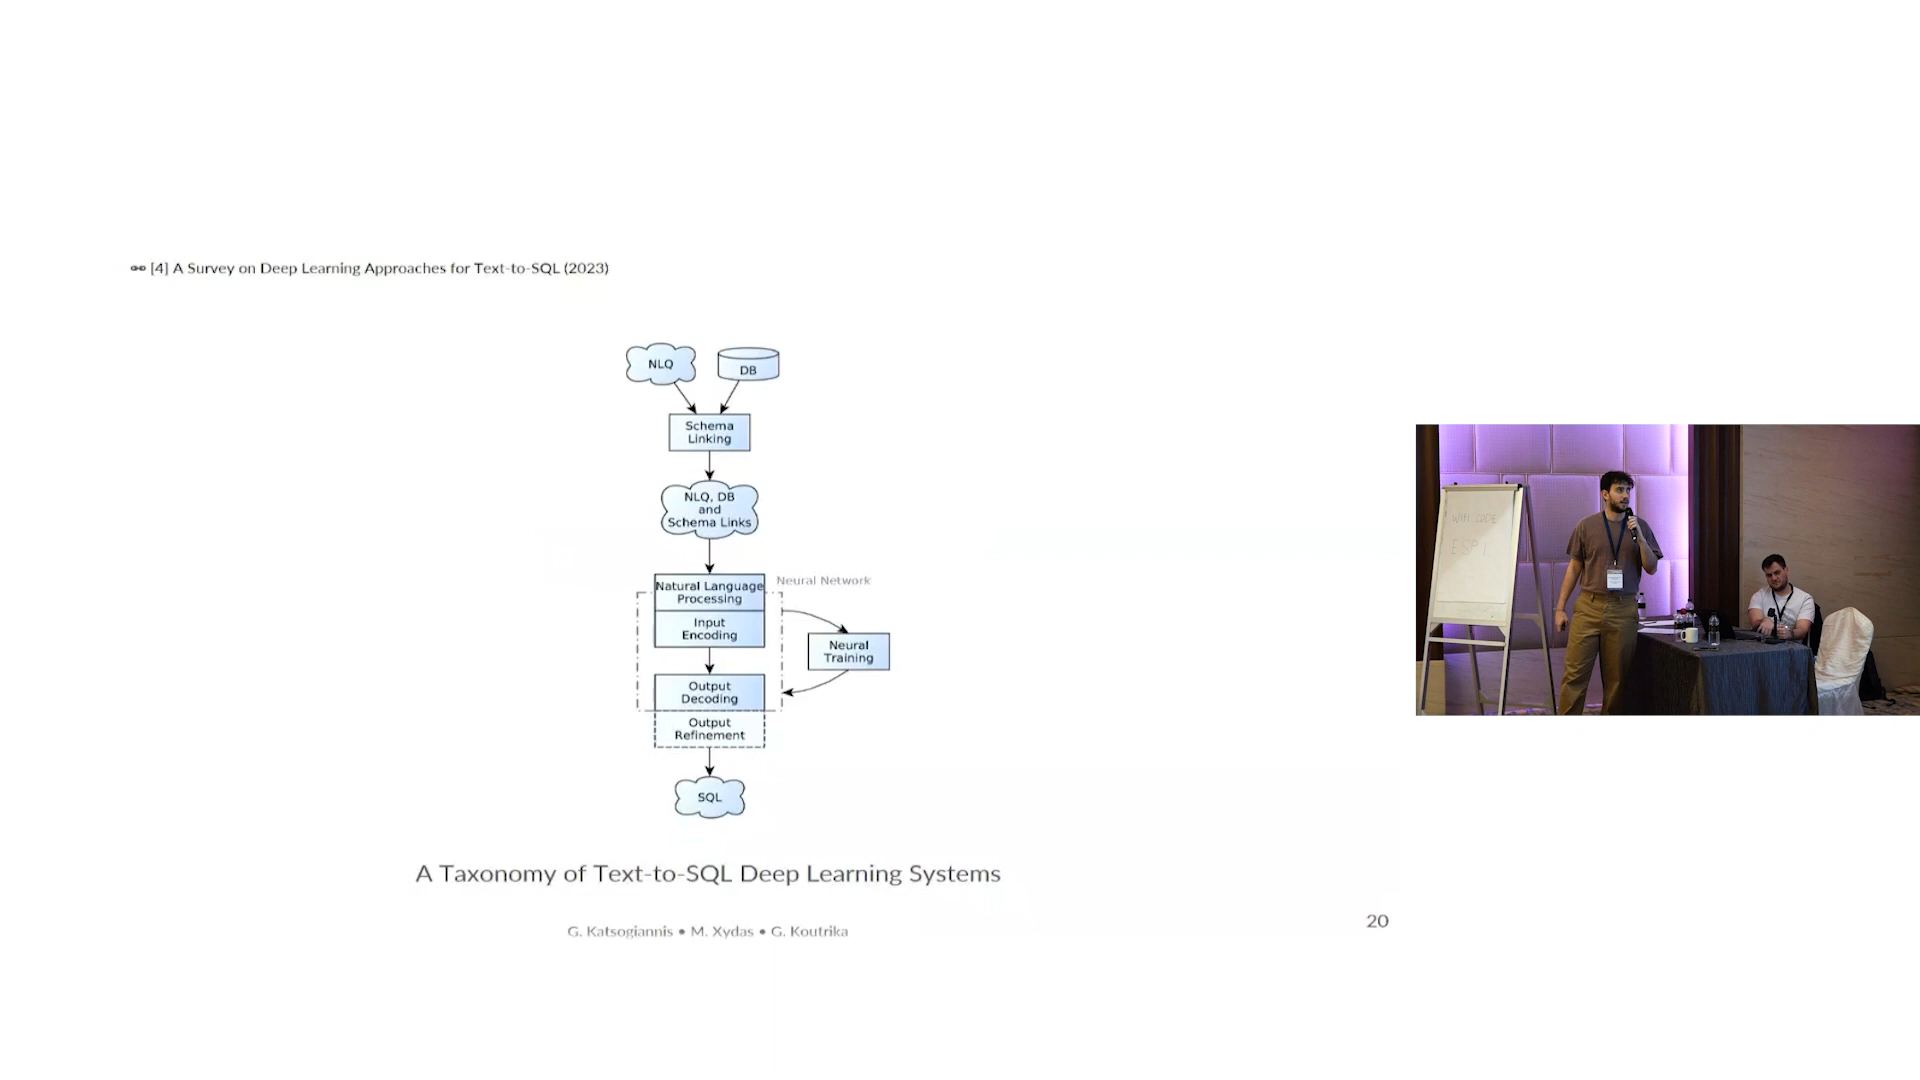 [4] A Survey on Deep Learning Approaches for Text-to-SQL (2023)
NLQ
DB
Schema
Linking
NLQ, DB
and
Schema Links
Natural Language
Processing
Neural Network
Input
Encoding
Neural
Training
Output
Decoding
Output
Refinement
SQL
A Taxonomy of Text-to-SQL Deep Learning Systems
G. Katsogiannis • M. Xydas • G. Koutrika
20
WIFI CODE